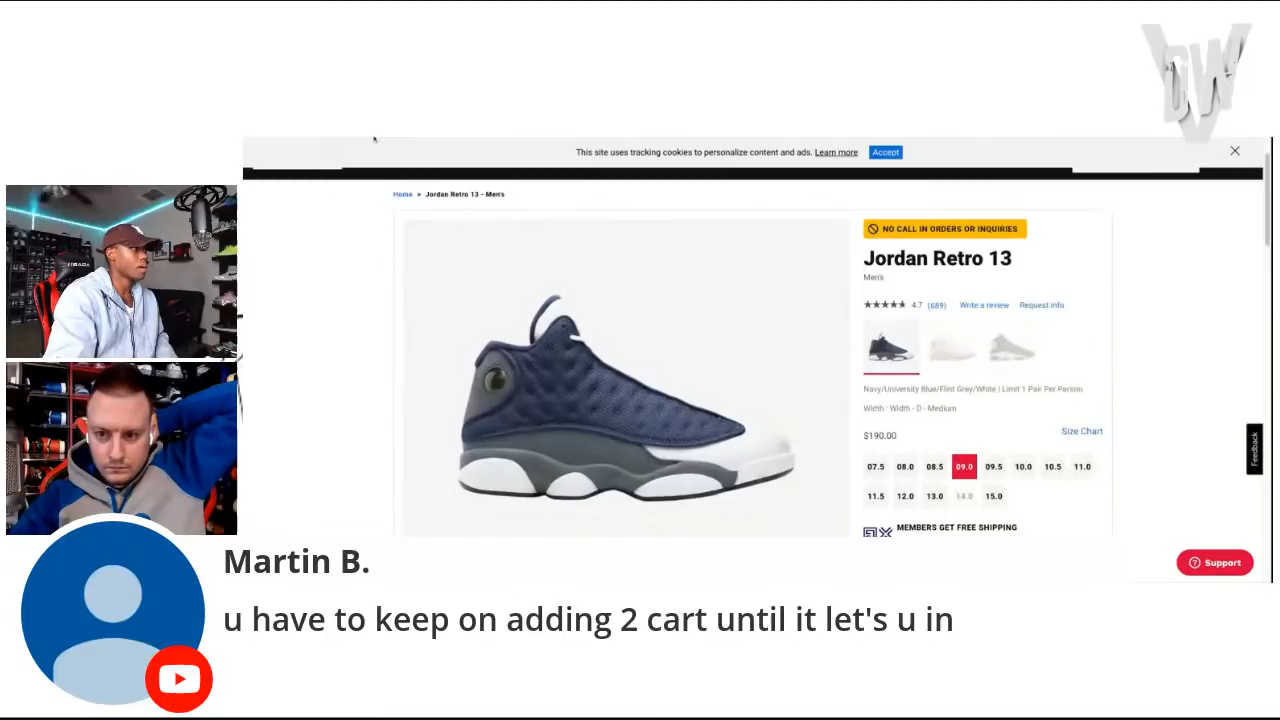 DGW
This site uses tracking cookies to personalize content and ads. Learn more Accept
Home > Jordan Retro 13 - Men's
NO CALL IN ORDERS OR INQUIRIES
Jordan Retro 13
Men's
4.7 (689) Write a review Request info
Navy/University Blue/Flint Grey/White | Limit 1 Pair Per Person
Width - Width - D - Medium
$190.00 Size Chart
07.5 08.0 08.5 09.0 09.5 10.0 10.5 11.0
11.5 12.0 13.0 14.0 15.0
MEMBERS GET FREE SHIPPING
Feedback
Support
Martin B.
u have to keep on adding 2 cart until it let's u in